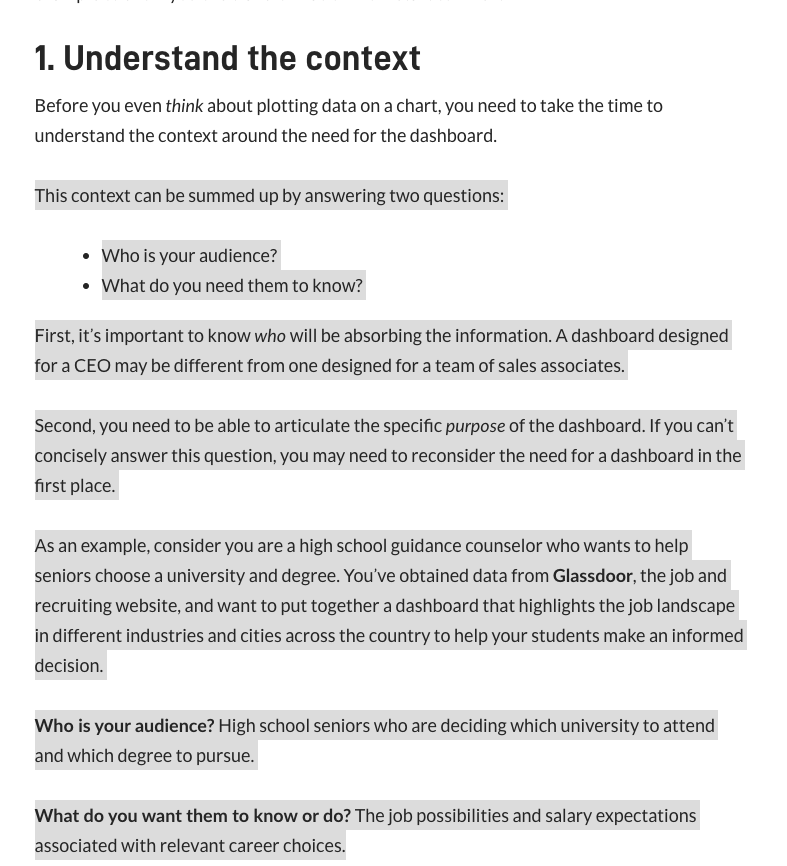 1. Understand the context
Before you even think about plotting data on a chart, you need to take the time to
understand the context around the need for the dashboard.
This context can be summed up by answering two questions:
• Who is your audience?
• What do you need them to know?
First, it’s important to know who will be absorbing the information. A dashboard designed
for a CEO may be different from one designed for a team of sales associates.
Second, you need to be able to articulate the specific purpose of the dashboard. If you can’t
concisely answer this question, you may need to reconsider the need for a dashboard in the
first place.
As an example, consider you are a high school guidance counselor who wants to help
seniors choose a university and degree. You’ve obtained data from Glassdoor, the job and
recruiting website, and want to put together a dashboard that highlights the job landscape
in different industries and cities across the country to help your students make an informed
decision.
Who is your audience? High school seniors who are deciding which university to attend
and which degree to pursue.
What do you want them to know or do? The job possibilities and salary expectations
associated with relevant career choices.